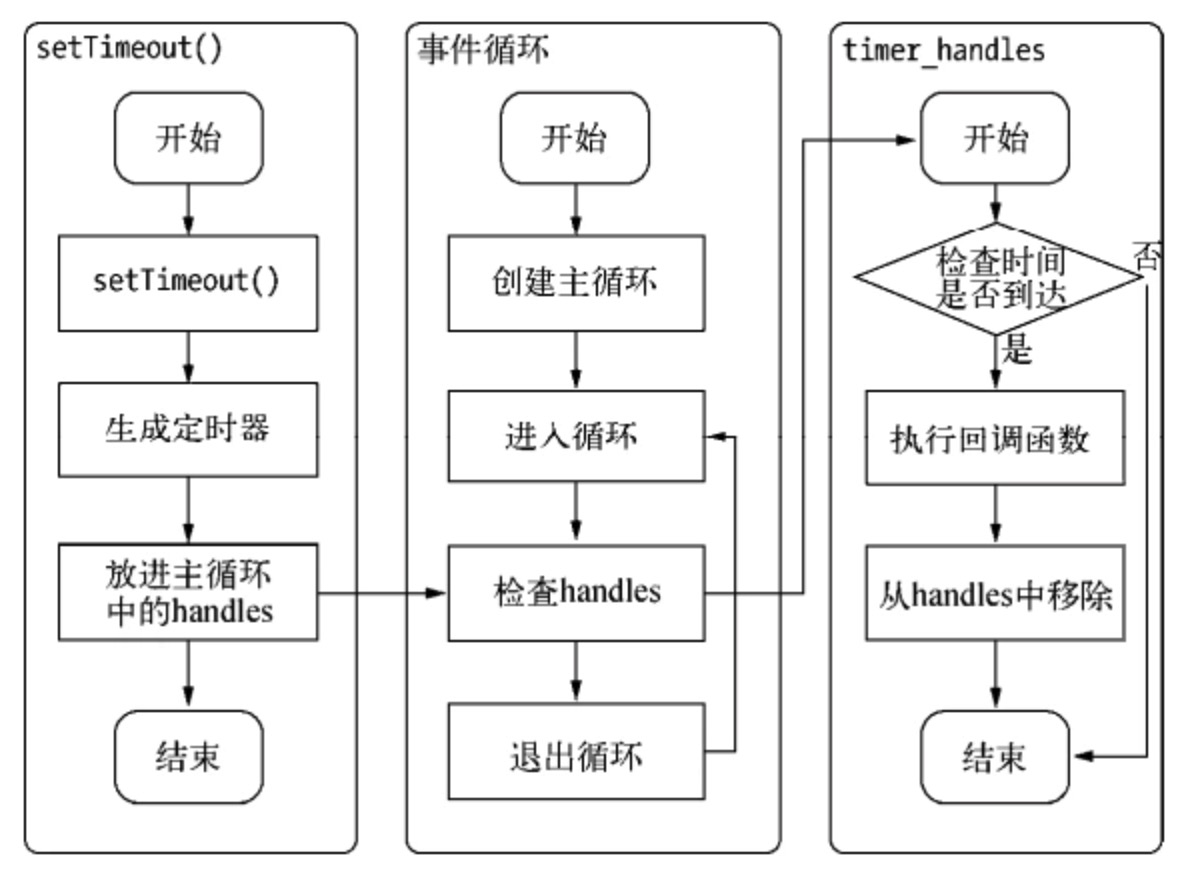 setTimeout()
开始
setTimeout()
生成定时器
放进主循环
中的handles
结束
事件循环
开始
创建主循环
进入循环
检查handles
退出循环
timer_handles
开始
检查时间
是否到达
否
是
执行回调函数
从handles中移除
结束